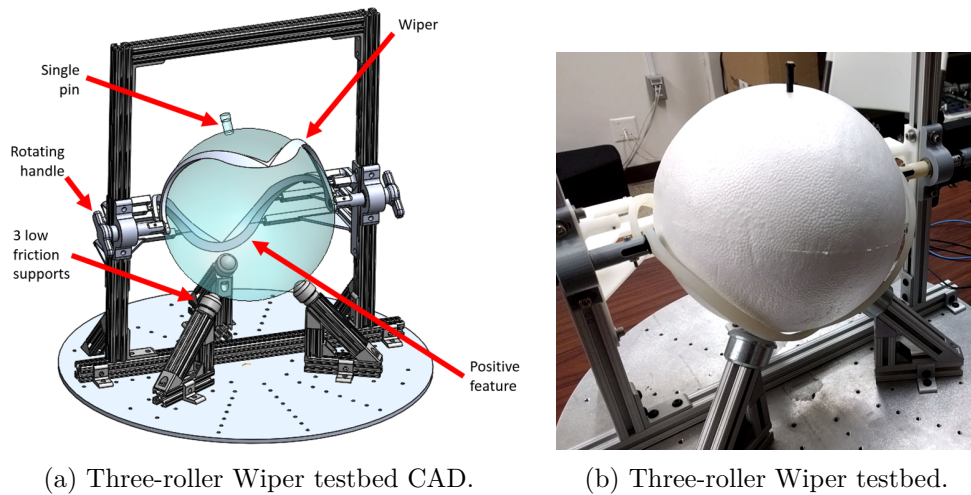 Wiper
Single
pin
Rotating
handle
3 low
friction
supports
Positive
feature
(a) Three-roller Wiper testbed CAD.
(b) Three-roller Wiper testbed.